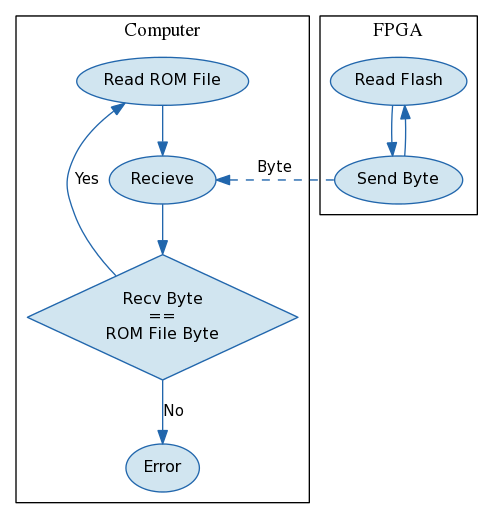 Computer
FPGA
Read ROM File
Read Flash
Yes
Recieve
Byte
Send Byte
Recv Byte
==
ROM File Byte
No
Error